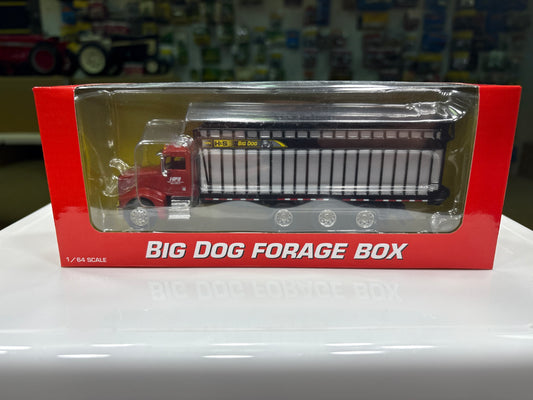 H&S BIG DOG
H&S
BIG DOG FORAGE BOX
1/64 SCALE